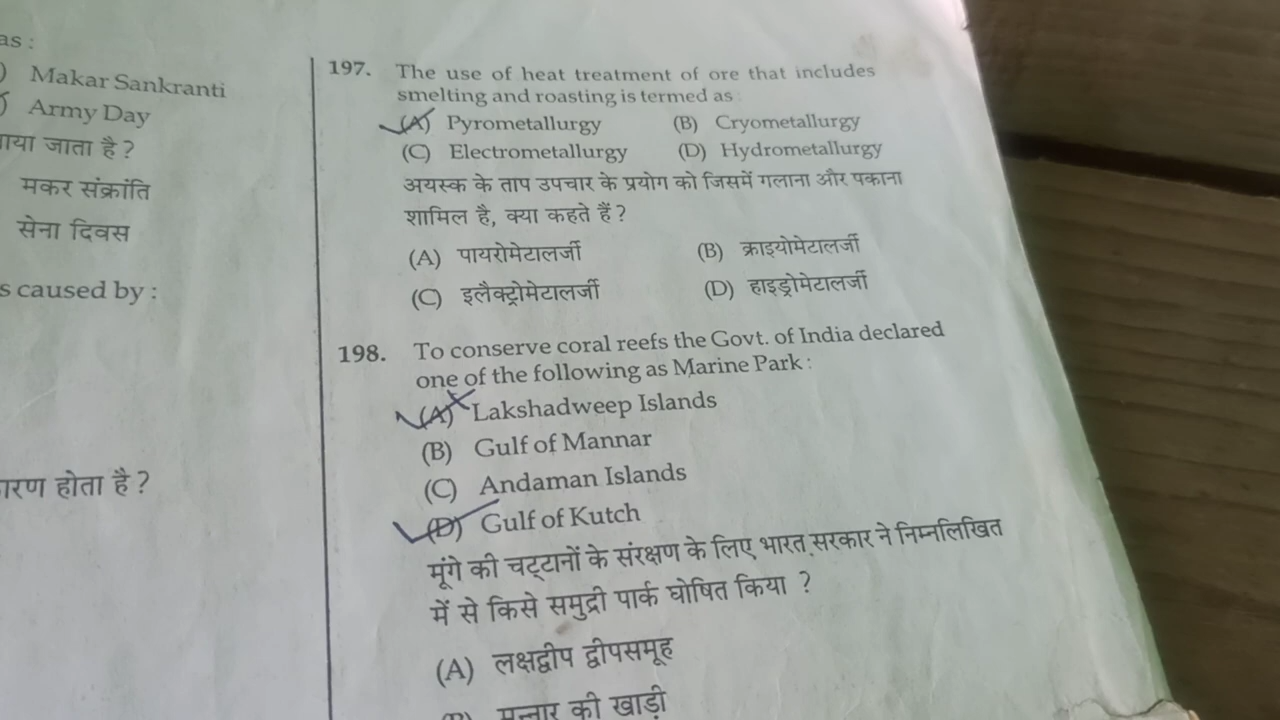 as :
) Makar Sankranti
Army Day
जाता है ?
मकर संक्रांति
सेना दिवस
s caused by :
होता है ?
197. The use of heat treatment of ore that includes
smelting and roasting is termed as :
(A) Pyrometallurgy (B) Cryometallurgy
(C) Electrometallurgy (D) Hydrometallurgy
अयस्क के ताप उपचार के प्रयोग को जिसमें गलाना और पकाना
शामिल है, क्या कहते हैं ?
(A) पायरोमेटालर्जी (B) क्राइयोमेटालर्जी
(C) इलैक्ट्रोमेटालर्जी (D) हाइड्रोमेटालर्जी
198. To conserve coral reefs the Govt. of India declared
one of the following as Marine Park :
(A) Lakshadweep Islands
(B) Gulf of Mannar
(C) Andaman Islands
(D) Gulf of Kutch
मूंगे की चट्टानों के संरक्षण के लिए भारत सरकार ने निम्नलिखित
में से किसे समुद्री पार्क घोषित किया ?
(A) लक्षद्वीप द्वीपसमूह
मन्नार की खाड़ी